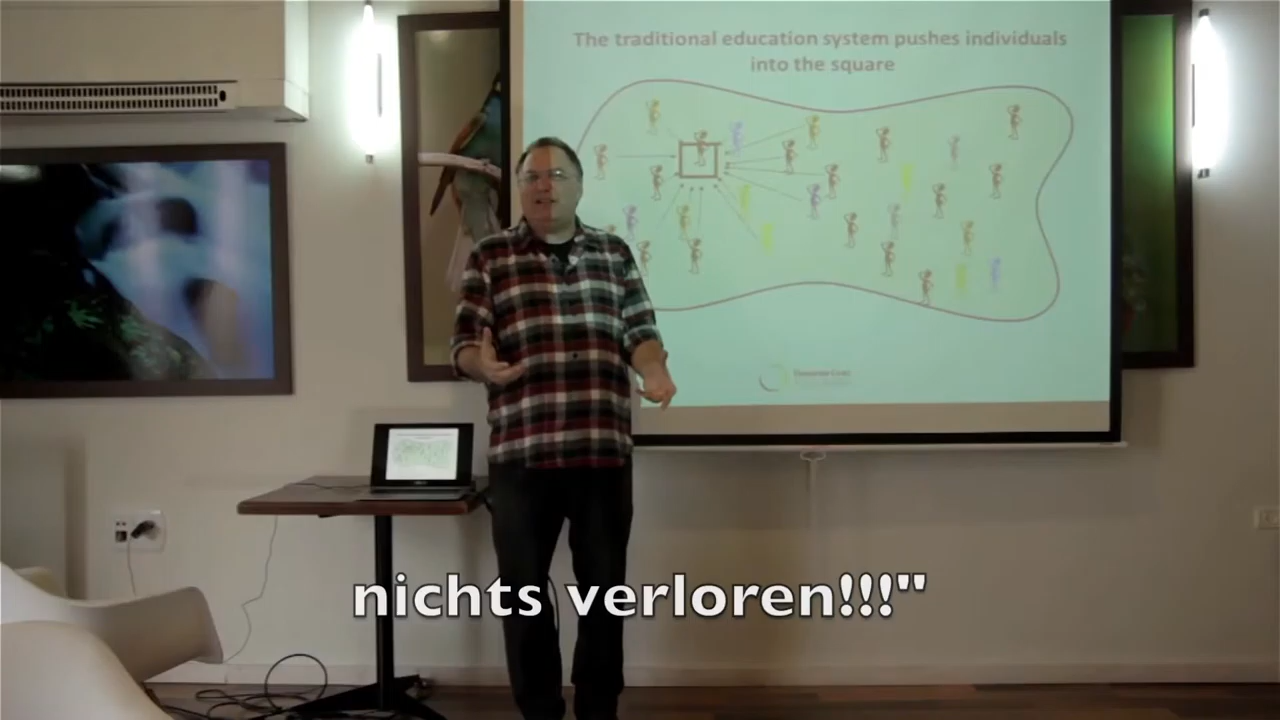 The traditional education system pushes individuals
into the square
nichts verloren!!!"